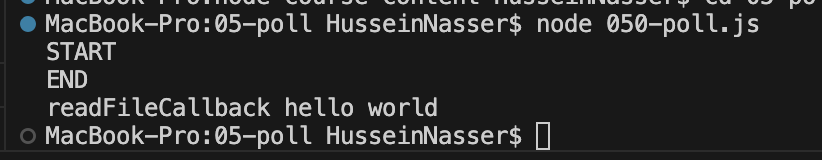 MacBook-Pro:05-poll HusseinNasser$ node 050-poll.js
START
END
readFileCallback hello world
MacBook-Pro:05-poll HusseinNasser$